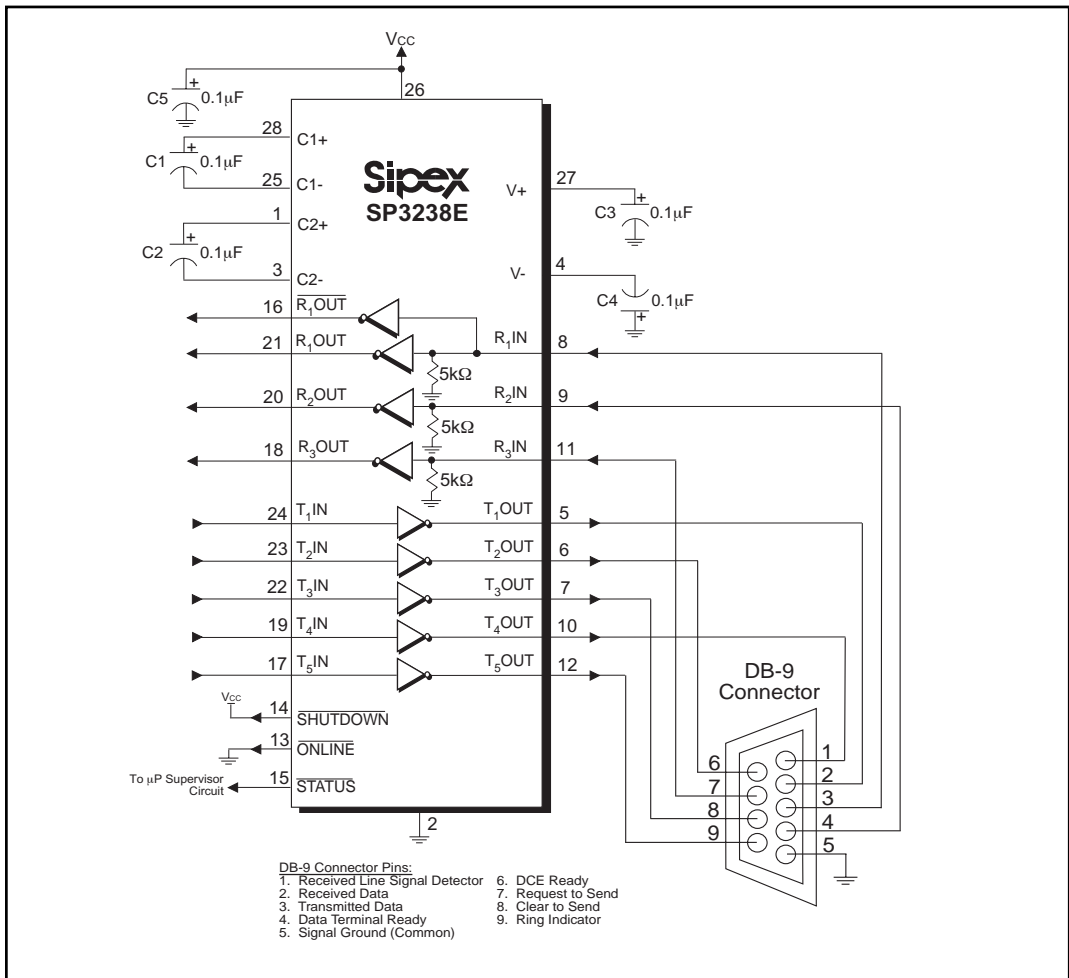 VCC
26
C5
+
0.1µF
28
C1+
C1
+
0.1µF
25
C1-
1
C2+
C2
+
0.1µF
3
C2-
Sipex
SP3238E
V+
27
+
C3
0.1µF
V-
4
C4
0.1µF
+
16
R1OUT
21
R1OUT
R1IN
8
5kΩ
20
R2OUT
R2IN
9
5kΩ
18
R3OUT
R3IN
11
5kΩ
24
T1IN
T1OUT
5
23
T2IN
T2OUT
6
22
T3IN
T3OUT
7
19
T4IN
T4OUT
10
17
T5IN
T5OUT
12
VCC
14
SHUTDOWN
13
ONLINE
To µP Supervisor
Circuit
15
STATUS
2
DB-9
Connector
6
7
8
9
1
2
3
4
5
DB-9 Connector Pins:
1. Received Line Signal Detector
2. Received Data
3. Transmitted Data
4. Data Terminal Ready
5. Signal Ground (Common)
6. DCE Ready
7. Request to Send
8. Clear to Send
9. Ring Indicator